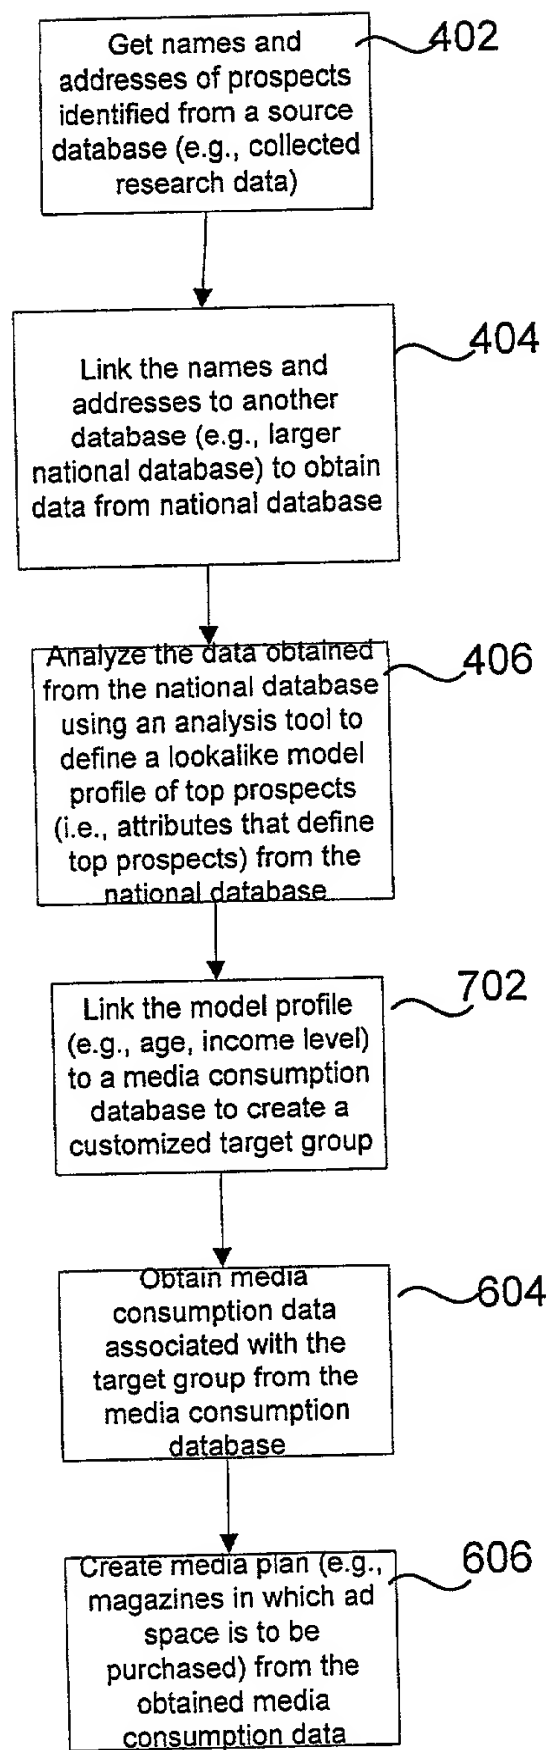 Get names and
addresses of prospects
identified from a source
database (e.g., collected
research data)
402
Link the names and
addresses to another
database (e.g., larger
national database) to obtain
data from national database
404
Analyze the data obtained
from the national database
using an analysis tool to
define a lookalike model
profile of top prospects
(i.e., attributes that define
top prospects) from the
national database
406
Link the model profile
(e.g., age, income level)
to a media consumption
database to create a
customized target group
702
Obtain media
consumption data
associated with the
target group from the
media consumption
database
604
Create media plan (e.g.,
magazines in which ad
space is to be
purchased) from the
obtained media
consumption data
606